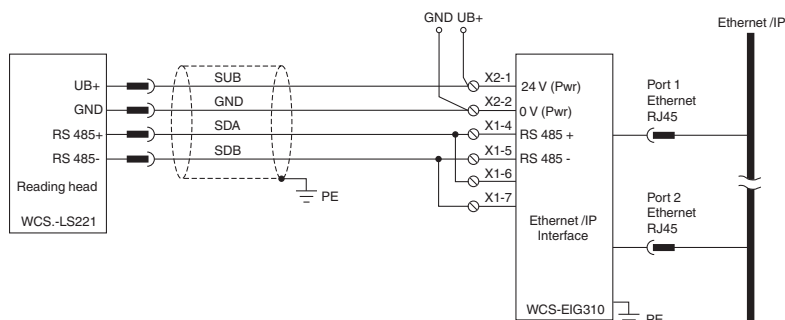 GND UB+
Ethernet /IP
UB+
SUB
X2-1
24 V (Pwr)
GND
GND
X2-2
0 V (Pwr)
RS 485+
SDA
X1-4
RS 485 +
RS 485-
SDB
X1-5
RS 485 -
X1-6
X1-7
Reading head
WCS.-LS221
PE
Ethernet /IP
Interface
WCS-EIG310
PE
Port 1
Ethernet
RJ45
Port 2
Ethernet
RJ45